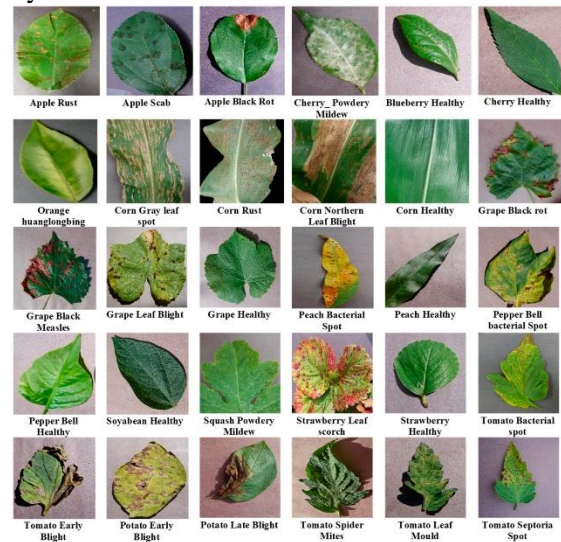 Apple Rust
Apple Scab
Apple Black Rot
Cherry_ Powdery
Mildew
Blueberry Healthy
Cherry Healthy
Orange
huanglongbing
Corn Gray leaf
spot
Corn Rust
Corn Northern
Leaf Blight
Corn Healthy
Grape Black rot
Grape Black
Measles
Grape Leaf Blight
Grape Healthy
Peach Bacterial
Spot
Peach Healthy
Pepper Bell
bacterial Spot
Pepper Bell
Healthy
Soyabean Healthy
Squash Powdery
Mildew
Strawberry Leaf
scorch
Strawberry
Healthy
Tomato Bacterial
spot
Tomato Early
Blight
Potato Early
Blight
Potato Late Blight
Tomato Spider
Mites
Tomato Leaf
Mould
Tomato Septoria
Spot